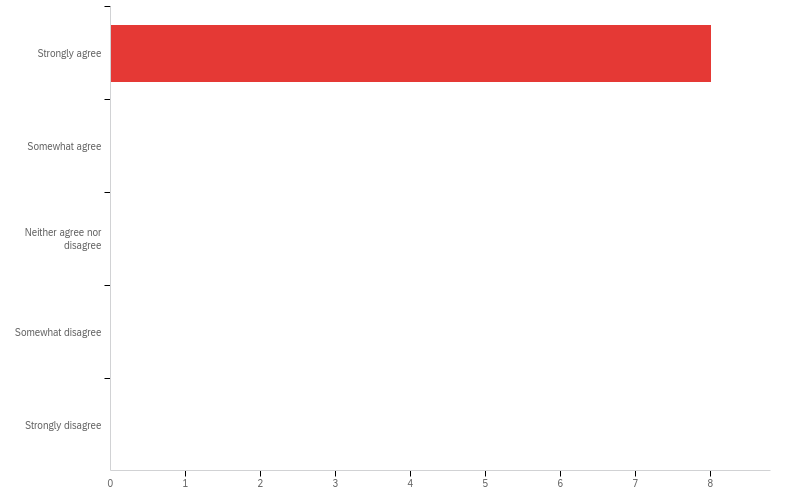 Strongly agree
Somewhat agree
Neither agree nor
disagree
Somewhat disagree
Strongly disagree
0 1 2 3 4 5 6 7 8